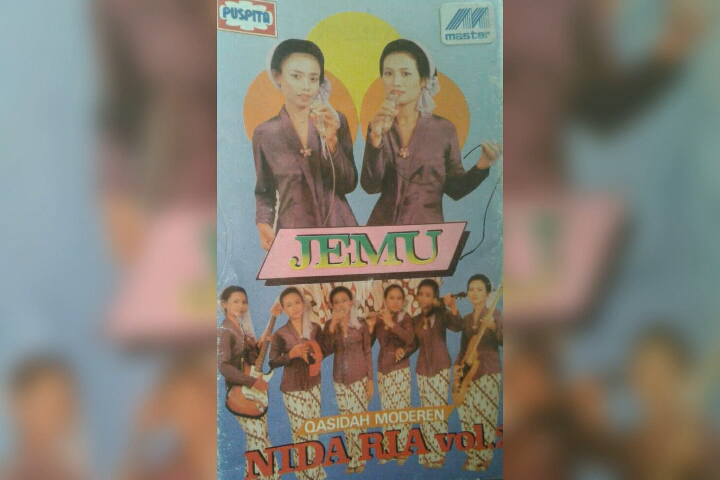 PUSPITA
master
JEMU
QASIDAH MODEREN
NIDA RIA vol.